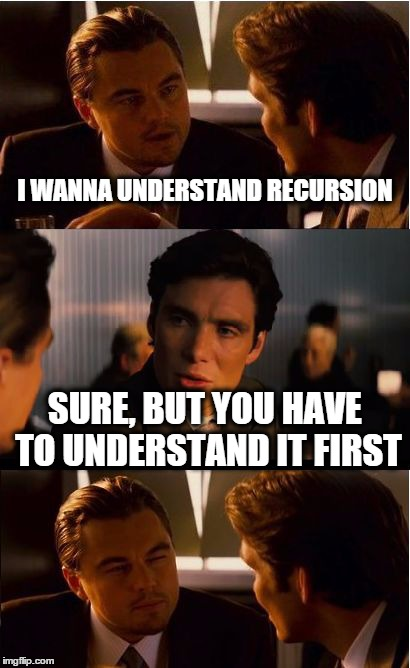 I WANNA UNDERSTAND RECURSION
SURE, BUT YOU HAVE
TO UNDERSTAND IT FIRST
imgflip.com